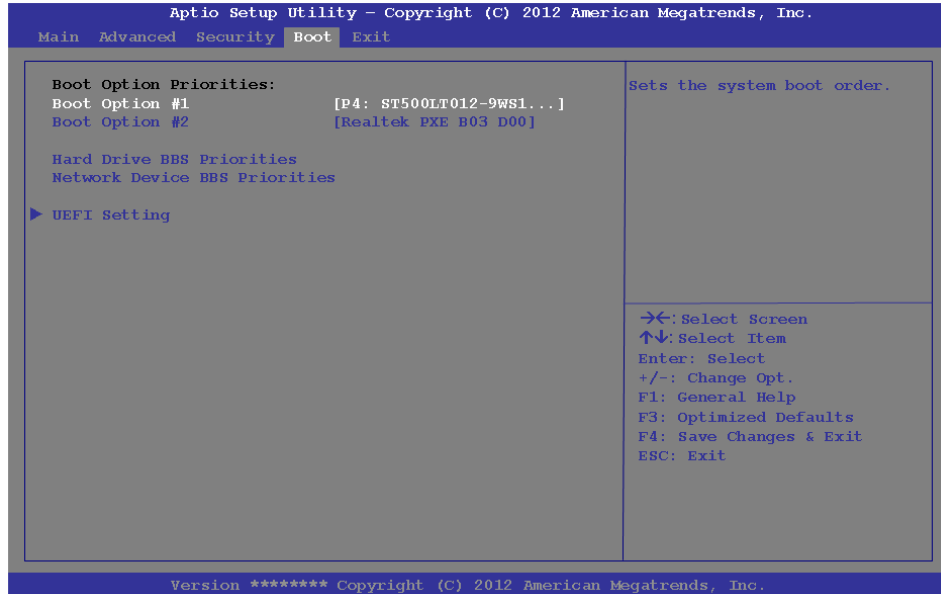 Aptio Setup Utility – Copyright (C) 2012 American Megatrends, Inc.
Main Advanced Security Boot Exit
Boot Option Priorities:
Boot Option #1 [P4: ST500LT012-9WS1...]
Boot Option #2 [Realtek PXE B03 D00]
Hard Drive BBS Priorities
Network Device BBS Priorities
▶ UEFI Setting
Sets the system boot order.
→←:Select Screen
↑↓:Select Item
Enter: Select
+/-: Change Opt.
F1: General Help
F3: Optimized Defaults
F4: Save Changes & Exit
ESC: Exit
Version ******** Copyright (C) 2012 American Megatrends, Inc.